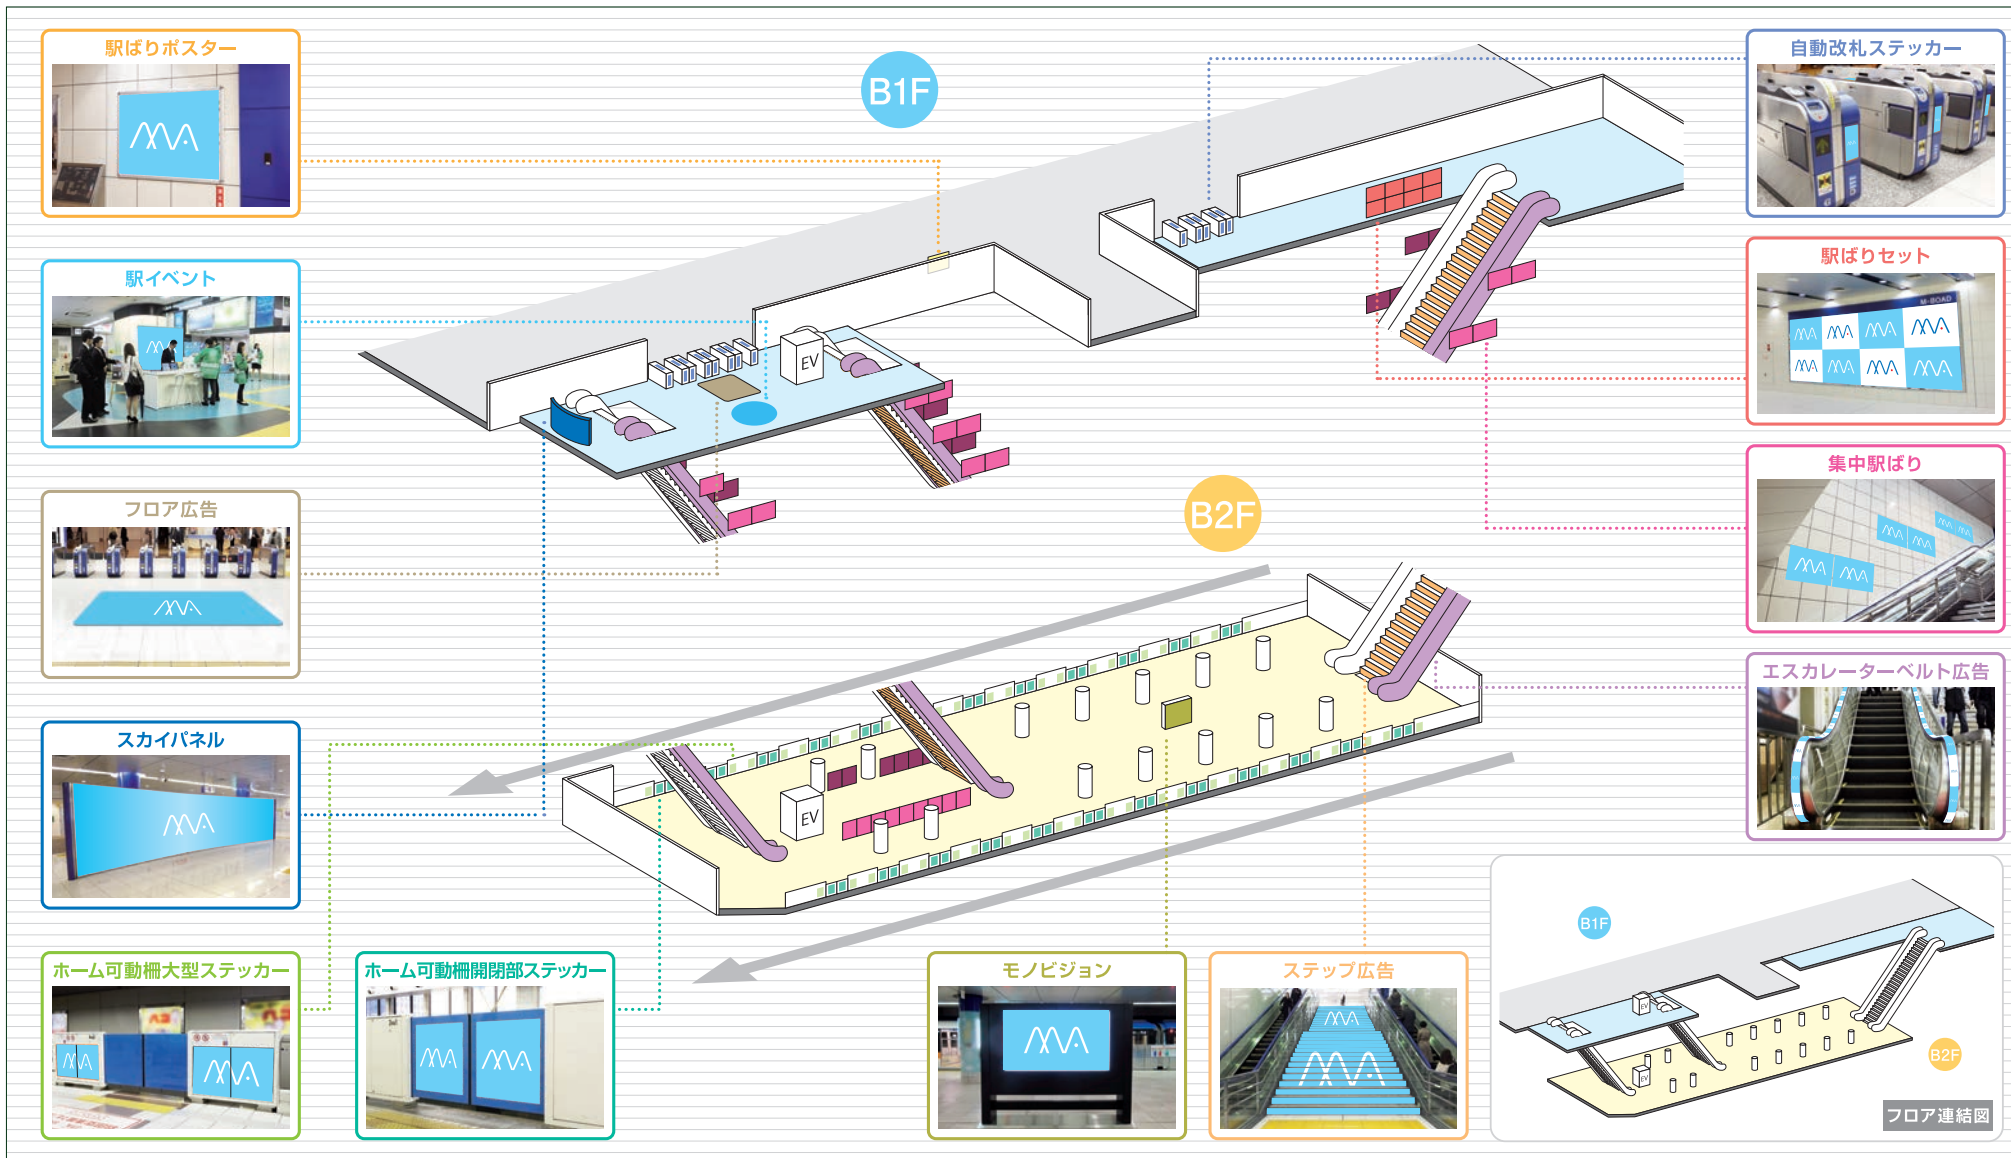 駅ばりポスター
B1F
自動改札ステッカー
駅イベント
駅ばりセット
M-BOAD
EV
フロア広告
集中駅ばり
B2F
スカイパネル
エスカレーターベルト広告
EV
ホーム可動柵大型ステッカー
ホーム可動柵開閉部ステッカー
モノビジョン
ステップ広告
B1F
EV
B2F
EV
フロア連結図